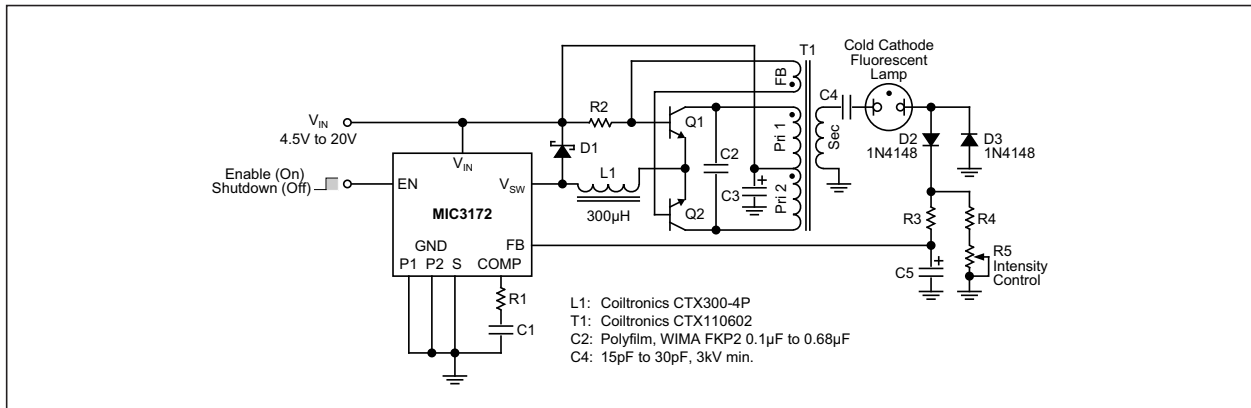 T1
Cold Cathode
Fluorescent
Lamp
FB
C4
R2
Q1
VIN
4.5V to 20V
D1
Pri 1
Sec
D2
1N4148
D3
1N4148
C2
VIN
Enable (On)
Shutdown (Off)
EN
VSW
L1
C3
+
Pri 2
MIC3172
300µH
Q2
R3
R4
GND
FB
P1
P2
S
COMP
+
C5
R5
Intensity
Control
R1
C1
L1: Coiltronics CTX300-4P
T1: Coiltronics CTX110602
C2: Polyfilm, WIMA FKP2 0.1µF to 0.68µF
C4: 15pF to 30pF, 3kV min.